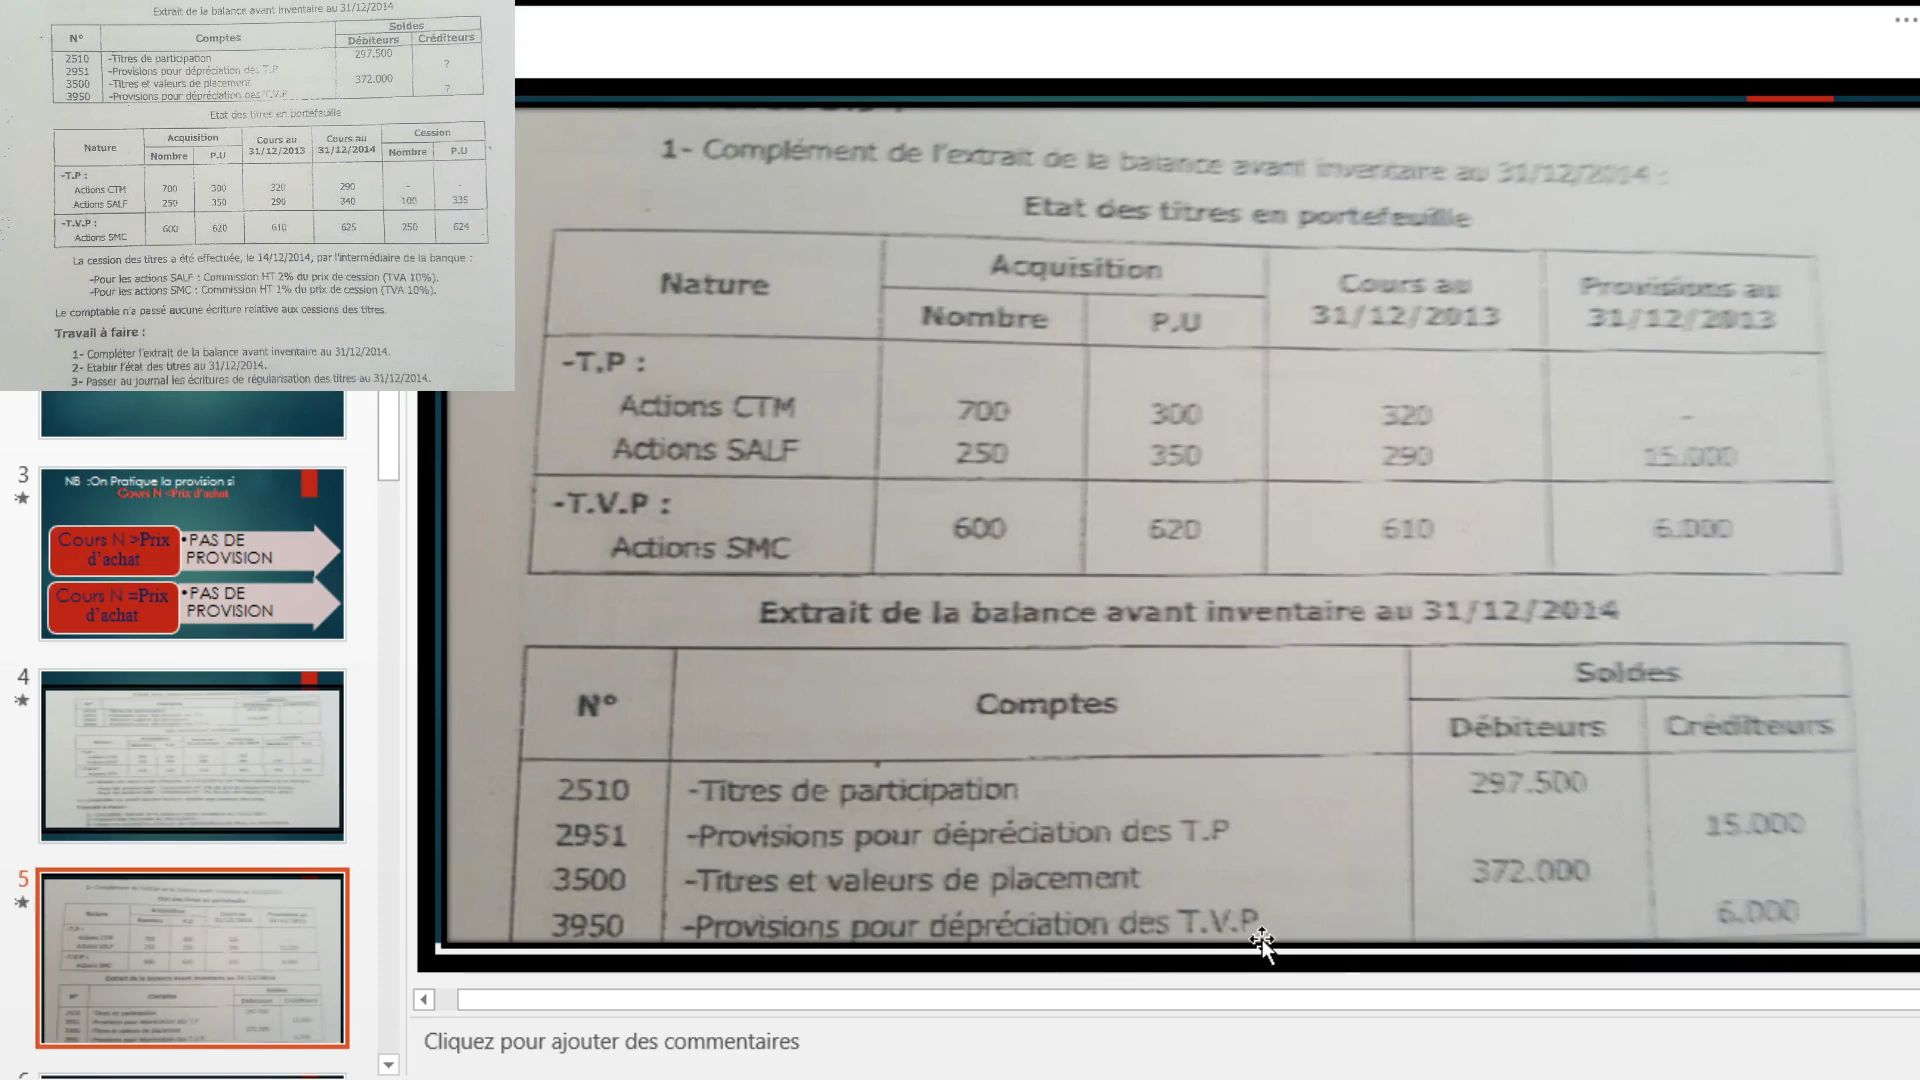 Extrait de la balance avant inventaire au 31/12/2014
N° Comptes Soldes
Débiteurs Créditeurs
2510 -Titres de participation 297.500
2951 -Provisions pour dépréciation des T.P ?
3500 -Titres et valeurs de placement 372.000
3950 -Provisions pour dépréciation des T.V.P. ?
Etat des titres en portefeuille
Nature Acquisition Cours au 31/12/2013 Cours au 31/12/2014 Cession
Nombre P.U Nombre P.U
-T.P :
Actions CTM 700 300 320 290 - -
Actions SALF 250 350 290 340 100 335
-T.V.P :
Actions SMC 600 620 610 625 250 624
La cession des titres a été effectuée, le 14/12/2014, par l'intermédiaire de la banque :
-Pour les actions SALF : Commission HT 2% du prix de cession (TVA 10%).
-Pour les actions SMC : Commission HT 1% du prix de cession (TVA 10%).
Le comptable n'a passé aucune écriture relative aux cessions des titres.
Travail à faire :
1- Compléter l'extrait de la balance avant inventaire au 31/12/2014.
2- Etablir l'état des titres au 31/12/2014.
3- Passer au journal les écritures de régularisation des titres au 31/12/2014.
3
NB :On Pratique la provision si
Cours N <Prix d'achat
Cours N >Prix d'achat
•PAS DE PROVISION
Cours N =Prix d'achat
•PAS DE PROVISION
4
5
1- Complément de l'extrait de la balance avant inventaire au 31/12/2014 :
Etat des titres en portefeuille
Nature Acquisition Cours au 31/12/2013 Provisions au 31/12/2013
Nombre P.U
-T.P :
Actions CTM 700 300 320 -
Actions SALF 250 350 290 15.000
-T.V.P :
Actions SMC 600 620 610 6.000
Extrait de la balance avant inventaire au 31/12/2014
N° Comptes Soldes
Débiteurs Créditeurs
2510 -Titres de participation 297.500
2951 -Provisions pour dépréciation des T.P 15.000
3500 -Titres et valeurs de placement 372.000
3950 -Provisions pour dépréciation des T.V.P. 6.000
Cliquez pour ajouter des commentaires